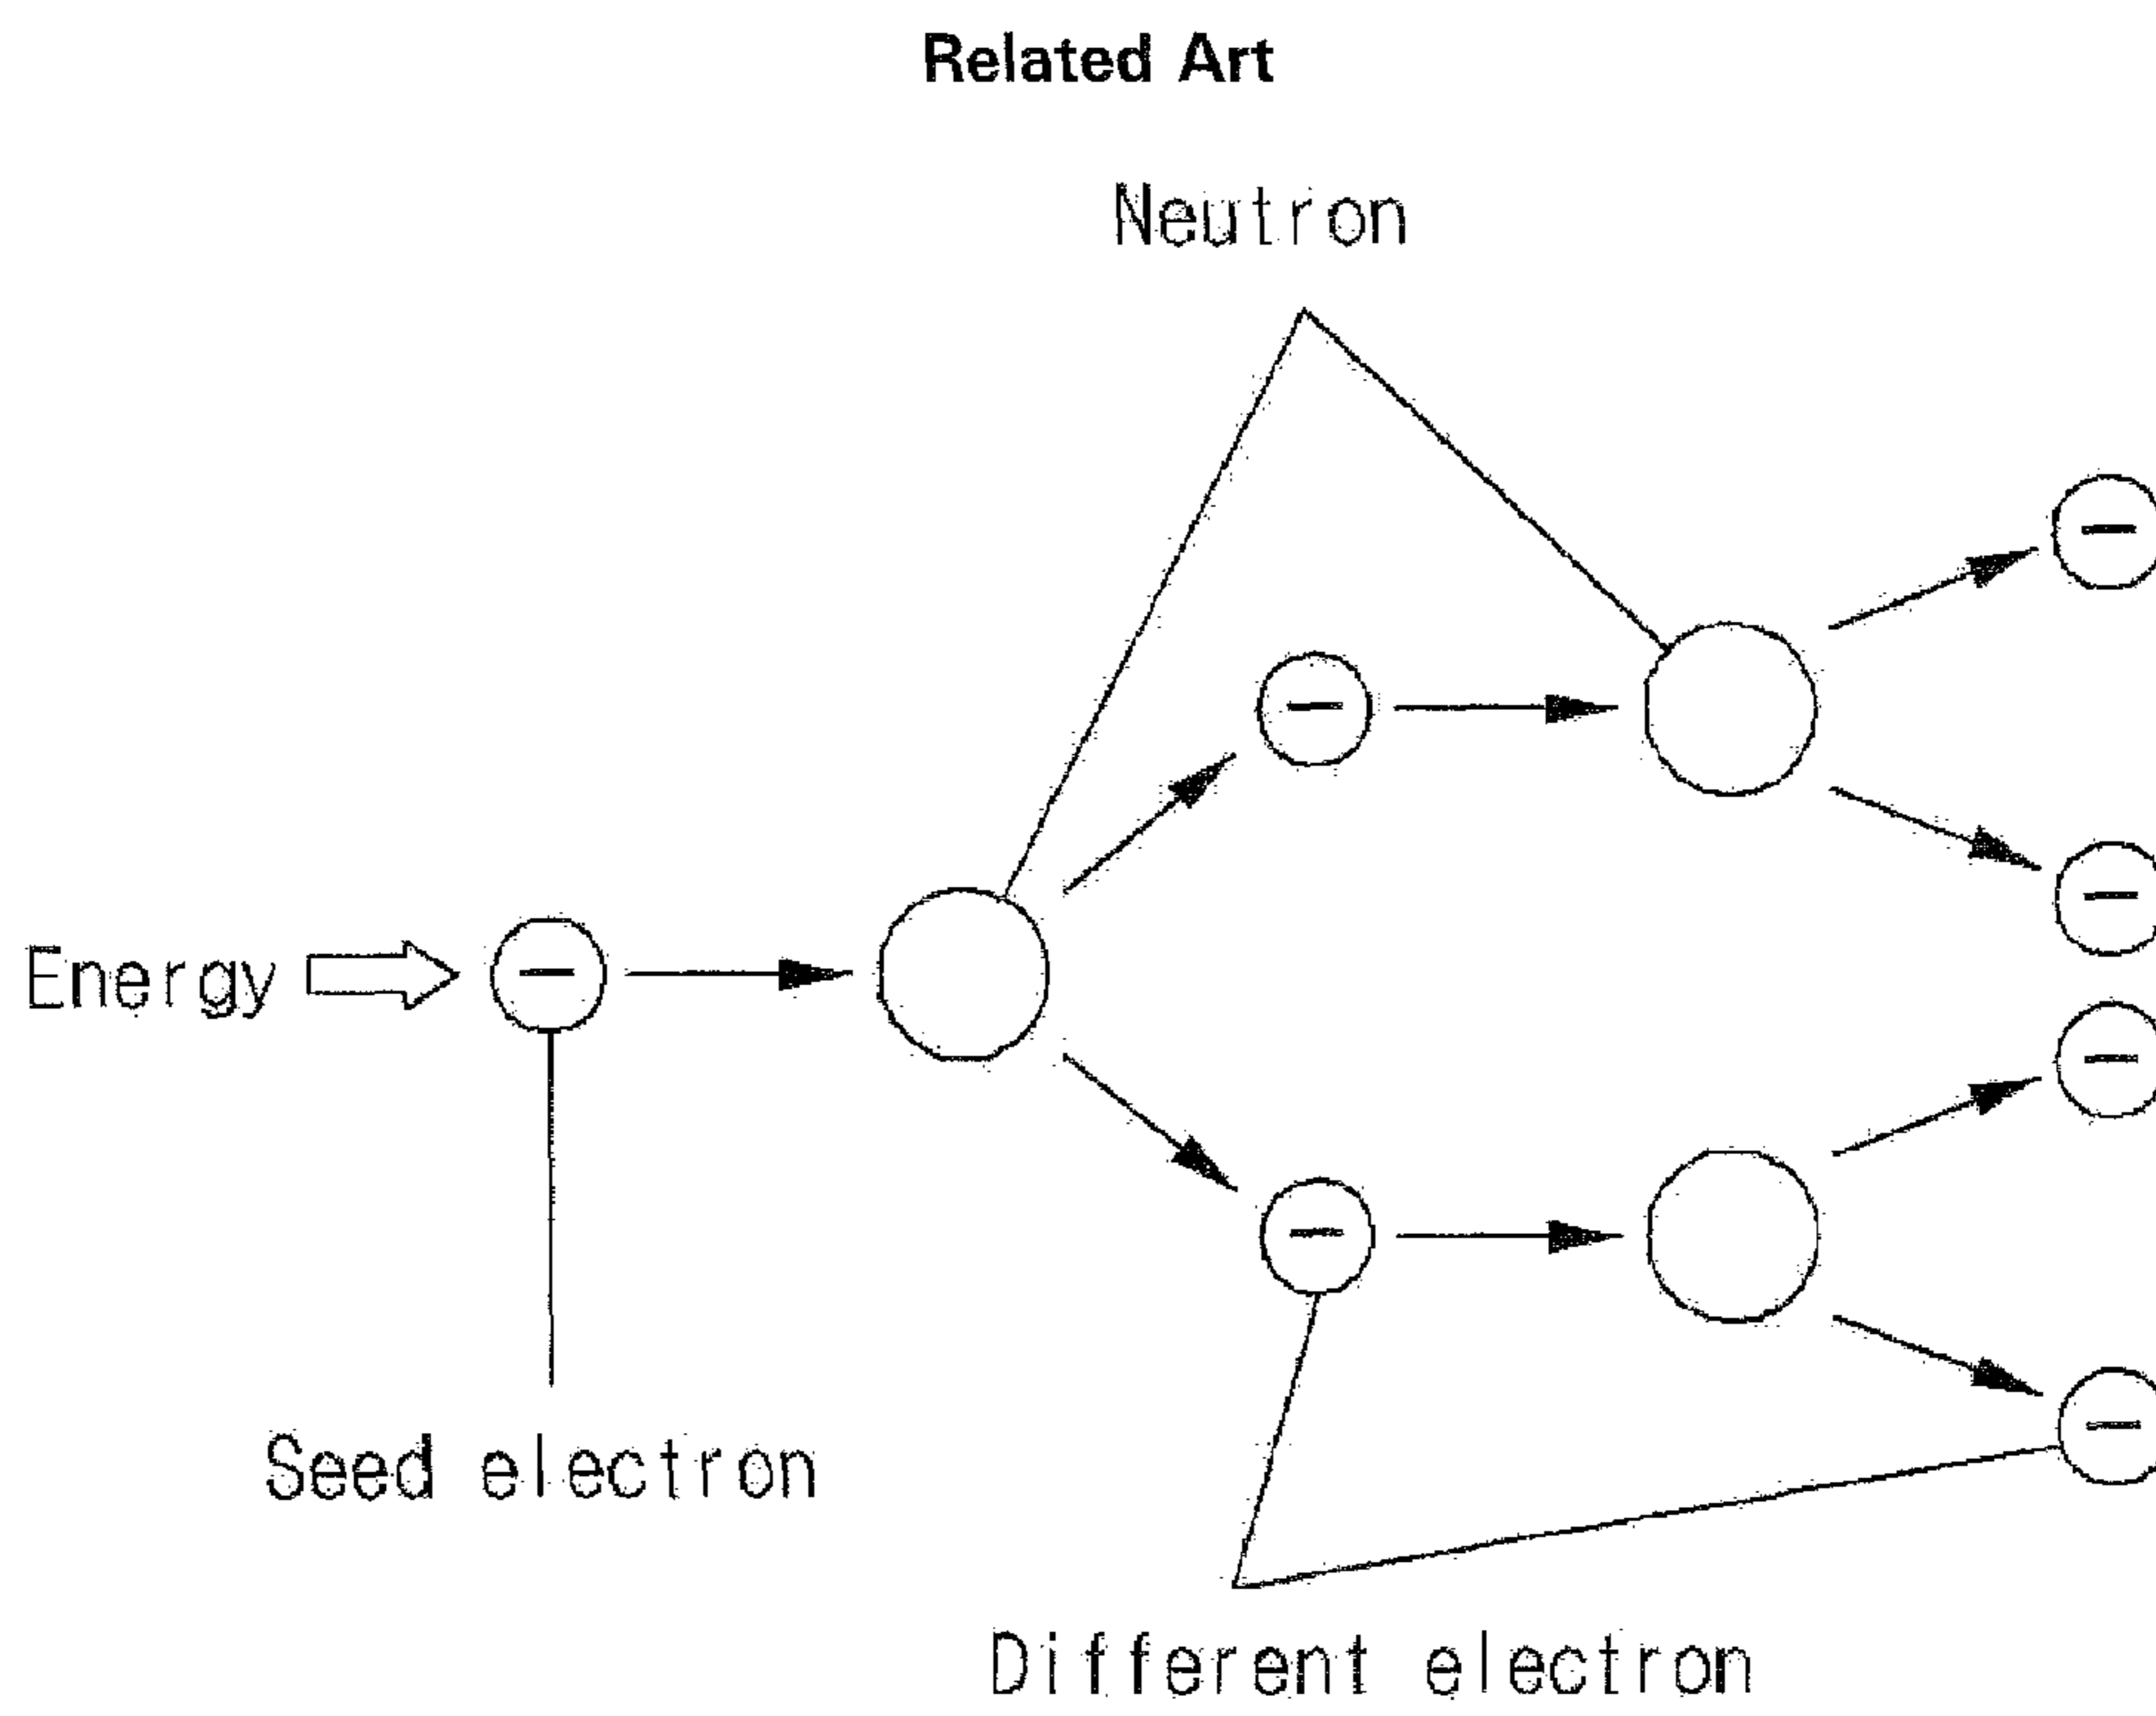 Related Art
Neutron
Energy
Seed electron
Different electron